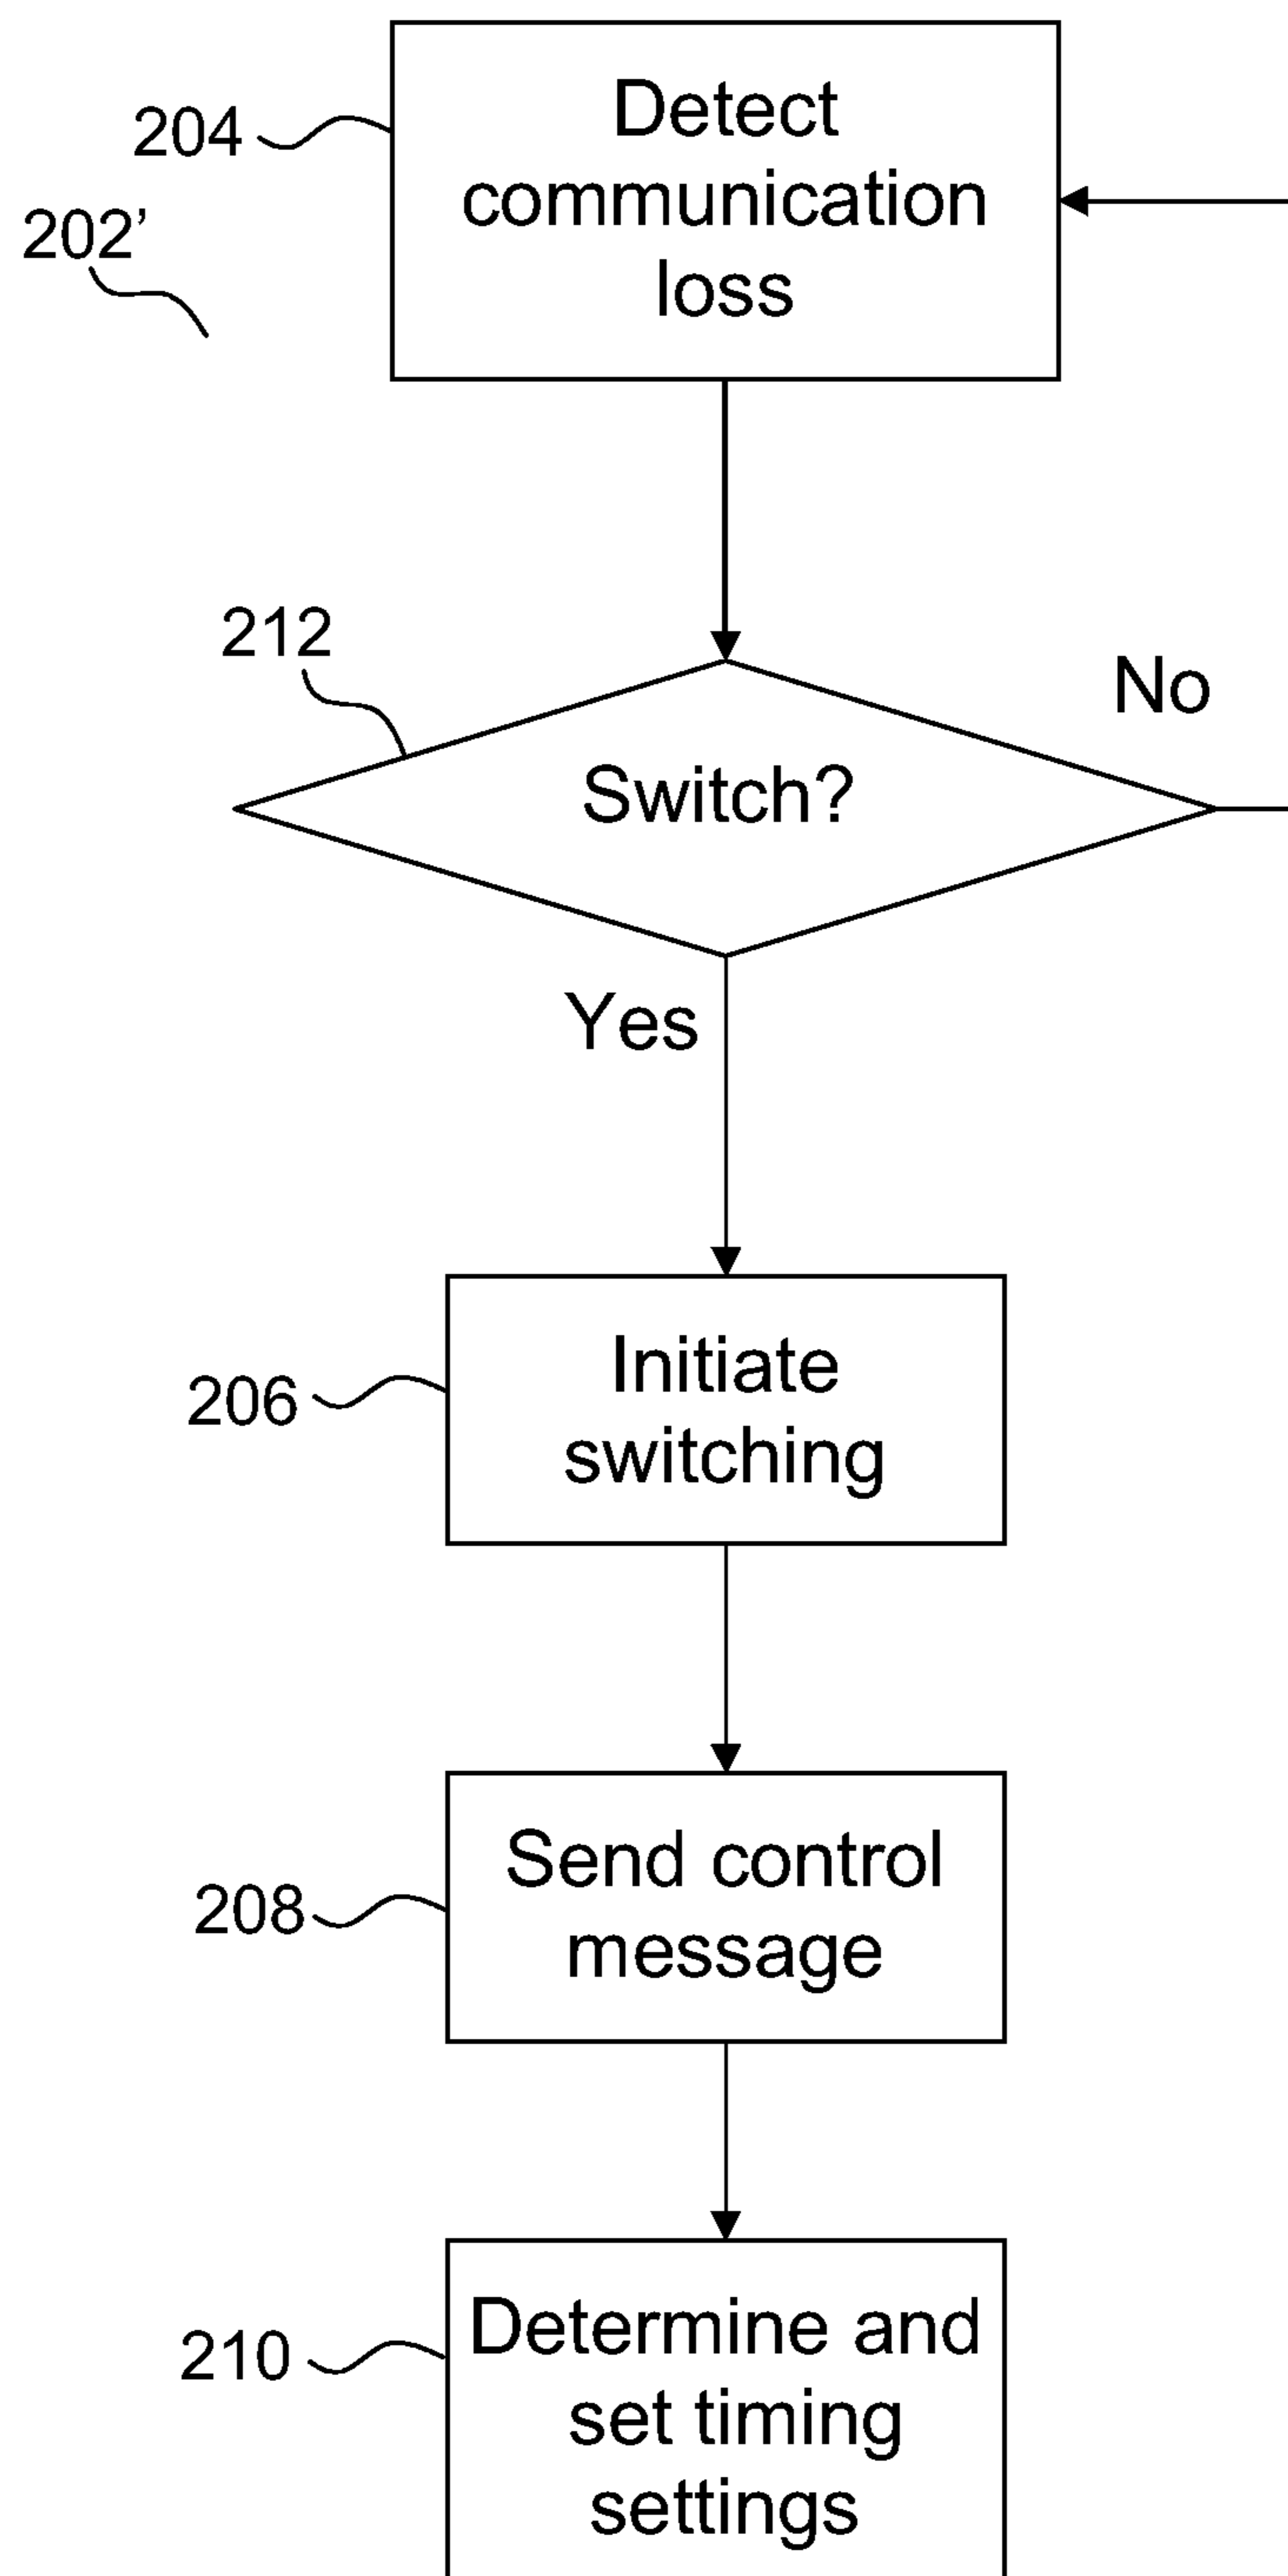 Detect
communication
loss
204
202’
212
Switch?
No
Yes
Initiate
switching
206
Send control
message
208
Determine and
set timing
settings
210